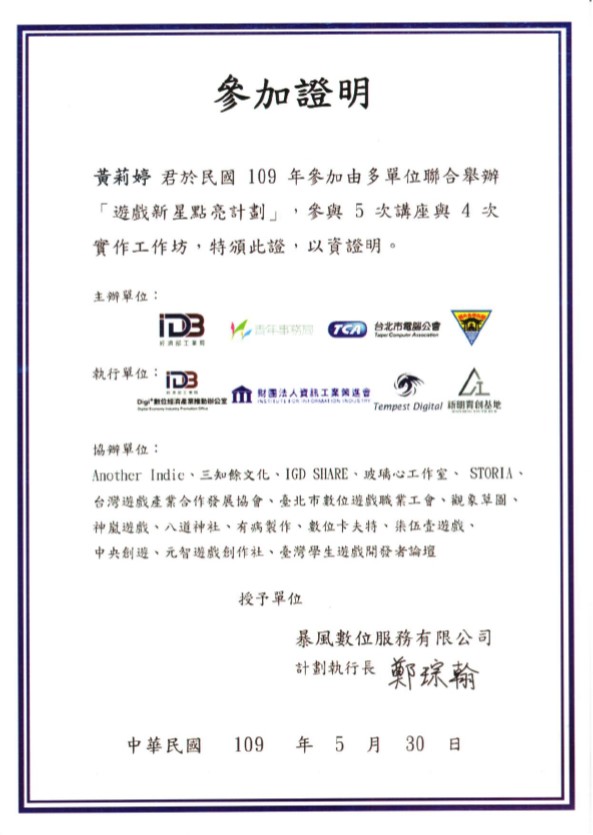 參加證明
黃莉婷 君於民國 109 年參加由多單位聯合舉辦
「遊戲新星點亮計劃」，參與 5 次講座與 4 次
實作工作坊，特頒此證，以資證明。
主辦單位：
IDB 經濟部工業局 青年事務局 TCA 台北市電腦公會 Taipei Computer Association
執行單位：
IDB 經濟部工業局
Digi⁺數位經濟產業推動辦公室
Digital Economy Industry Promotion Office
財團法人資訊工業策進會
INSTITUTE FOR INFORMATION INDUSTRY
Tempest Digital
新明青創基地
協辦單位：
Another Indie、三知餘文化、IGD SHARE、玻璃心工作室、 STORIA、
台灣遊戲產業合作發展協會、臺北市數位遊戲職業工會、觀象草圖、
神嵐遊戲、八道神社、有病製作、數位卡夫特、柒伍壹遊戲、
中央創遊、元智遊戲創作社、臺灣學生遊戲開發者論壇
授予單位
暴風數位服務有限公司
計劃執行長 鄭琮翰
中華民國 109 年 5 月 30 日